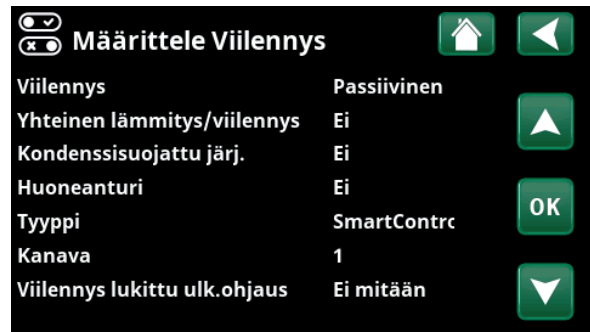 Määrittele Viilennys
Viilennys Passiivinen
Yhteinen lämmitys/viilennys Ei
Kondenssisuojattu järj. Ei
Huoneanturi Ei
Tyyppi SmartContrc
Kanava 1
Viilennys lukittu ulk.ohjaus Ei mitään
OK